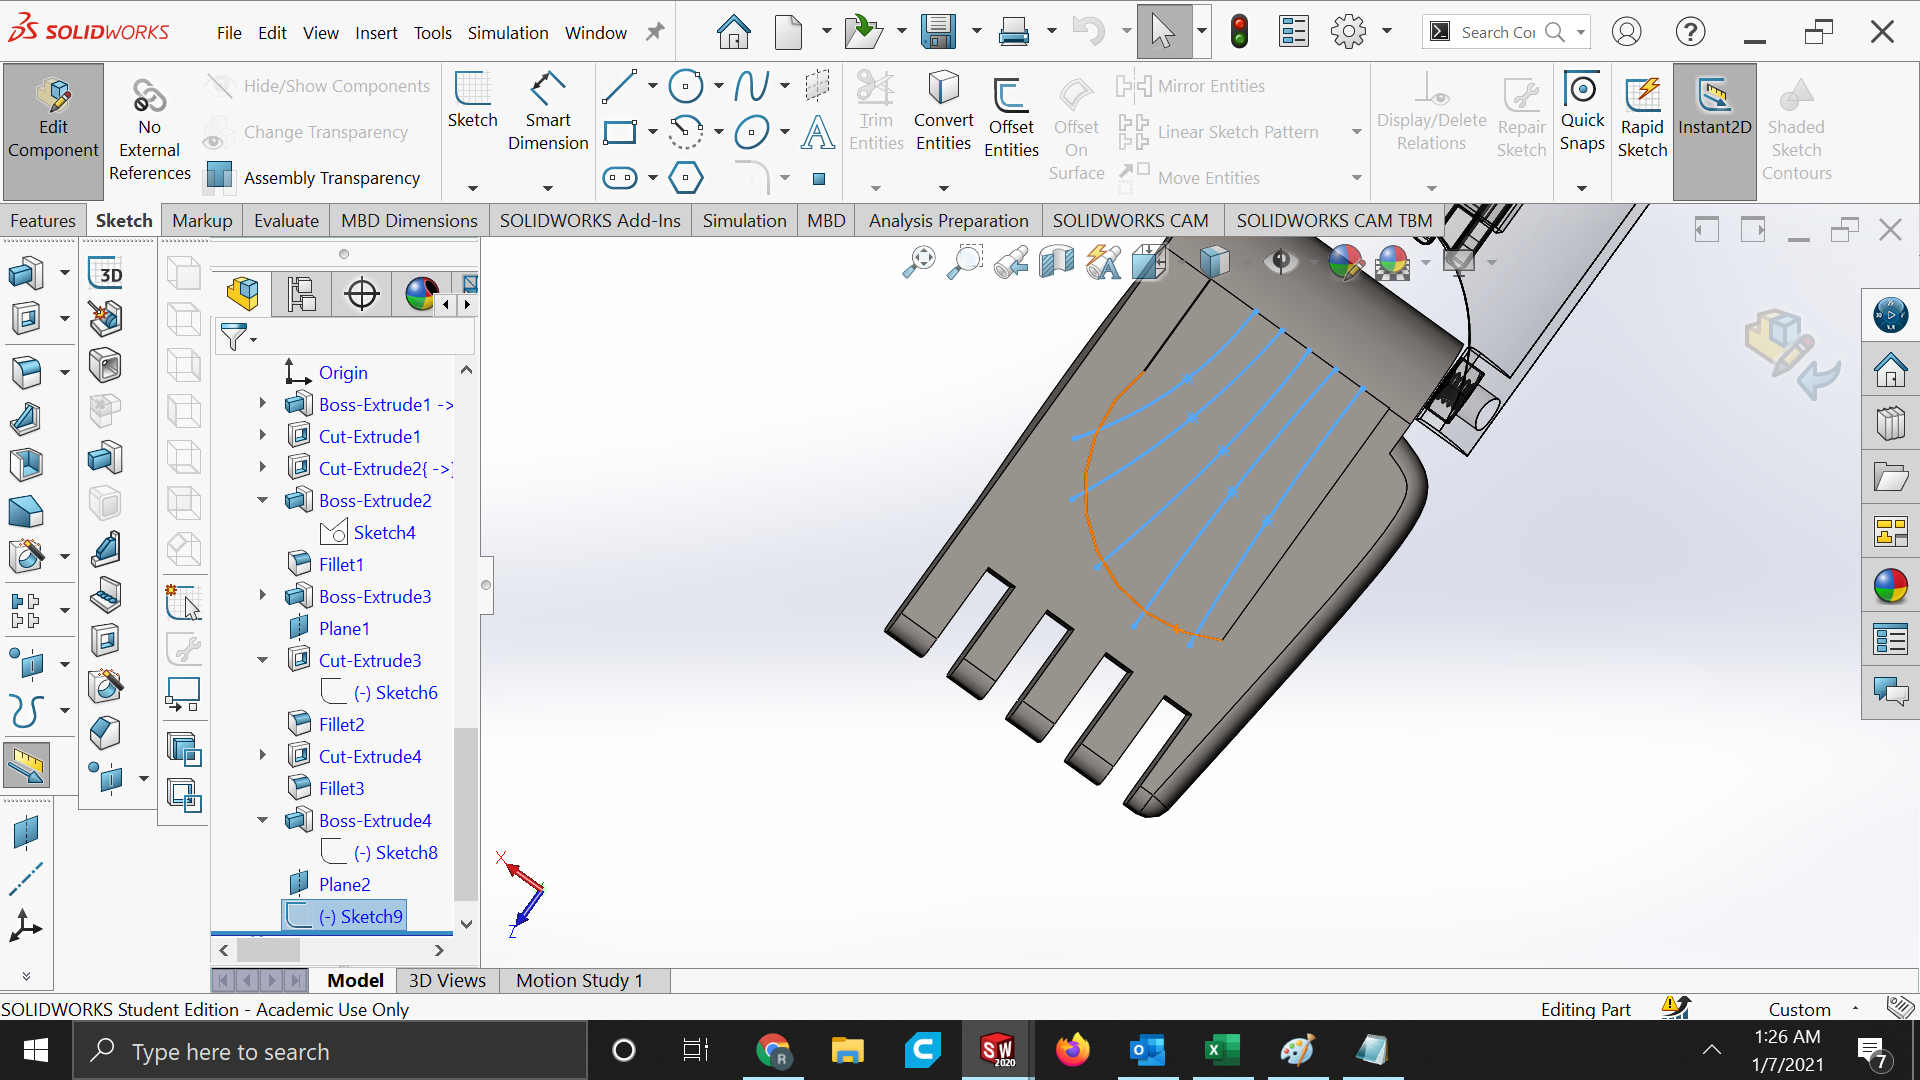 SOLIDWORKS
File Edit View Insert Tools Simulation Window
Search Coı
Edit Component
No External References
Hide/Show Components
Change Transparency
Assembly Transparency
Sketch
Smart Dimension
Trim Entities
Convert Entities
Offset Entities
Offset On Surface
Mirror Entities
Linear Sketch Pattern
Move Entities
Display/Delete Relations
Repair Sketch
Quick Snaps
Rapid Sketch
Instant2D
Shaded Sketch Contours
Features Sketch Markup Evaluate MBD Dimensions SOLIDWORKS Add-Ins Simulation MBD Analysis Preparation SOLIDWORKS CAM SOLIDWORKS CAM TBM
3D
Origin
Boss-Extrude1 ->
Cut-Extrude1
Cut-Extrude2{ ->}
Boss-Extrude2
Sketch4
Fillet1
Boss-Extrude3
Plane1
Cut-Extrude3
(-) Sketch6
Fillet2
Cut-Extrude4
Fillet3
Boss-Extrude4
(-) Sketch8
Plane2
(-) Sketch9
X
Z
Model 3D Views Motion Study 1
SOLIDWORKS Student Edition - Academic Use Only
Editing Part
Custom
Type here to search
R
SW
2020
1:26 AM
1/7/2021
7